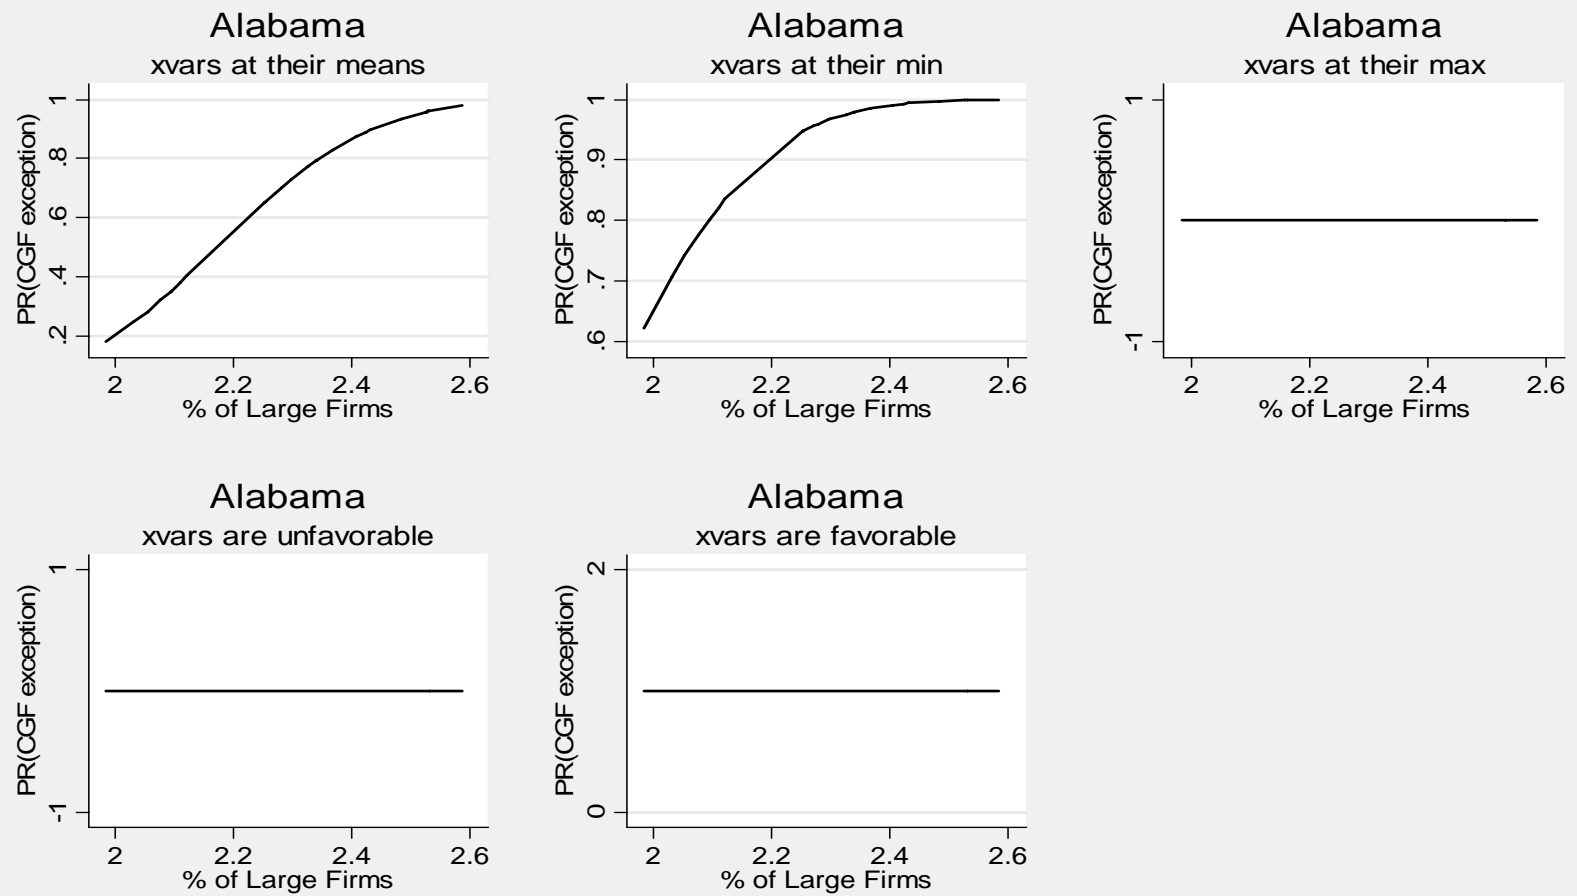 Alabama
xvars at their means
PR(CGF exception)
1
.8
.6
.4
.2
2 2.2 2.4 2.6
% of Large Firms
Alabama
xvars at their min
PR(CGF exception)
1
.9
.8
.7
.6
2 2.2 2.4 2.6
% of Large Firms
Alabama
xvars at their max
PR(CGF exception)
1
-1
2 2.2 2.4 2.6
% of Large Firms
Alabama
xvars are unfavorable
PR(CGF exception)
1
-1
2 2.2 2.4 2.6
% of Large Firms
Alabama
xvars are favorable
PR(CGF exception)
2
0
2 2.2 2.4 2.6
% of Large Firms